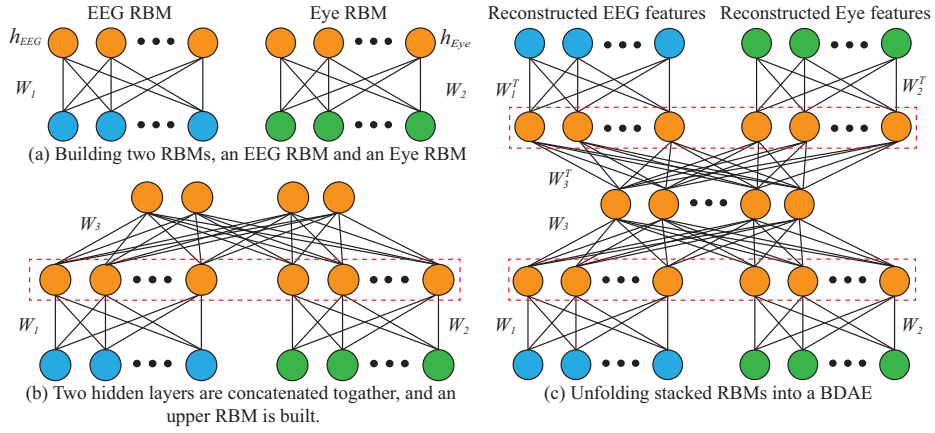 EEG RBM
Eye RBM
h_EEG
h_Eye
W_1
W_2
(a) Building two RBMs, an EEG RBM and an Eye RBM
W_3
W_1
W_2
(b) Two hidden layers are concatenated togather, and an
upper RBM is built.
Reconstructed EEG features
Reconstructed Eye features
W_1^T
W_2^T
W_3^T
W_3
W_1
W_2
(c) Unfolding stacked RBMs into a BDAE